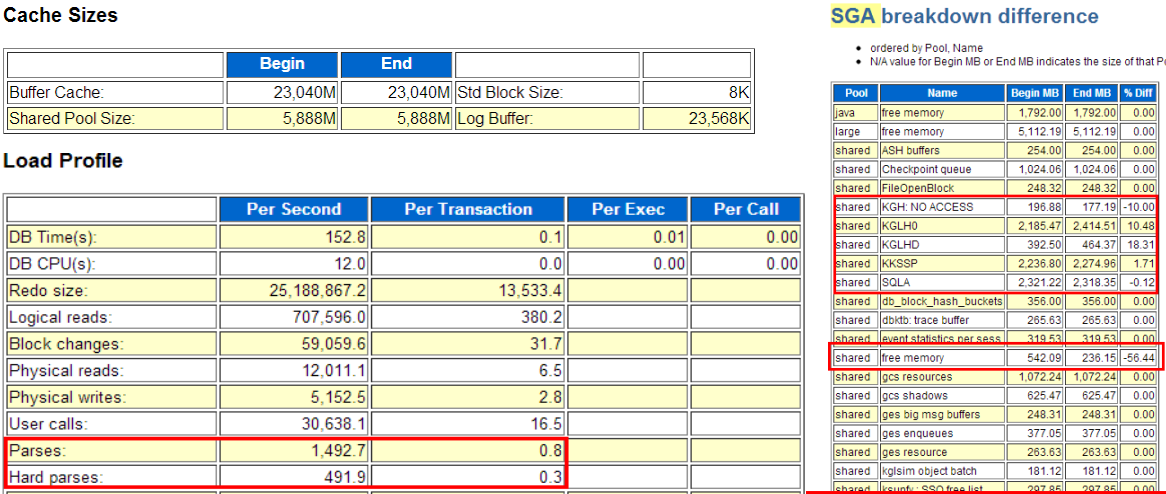 Cache Sizes
Begin End
Buffer Cache: 23,040M 23,040M Std Block Size: 8K
Shared Pool Size: 5,888M 5,888M Log Buffer: 23,568K
Load Profile
Per Second Per Transaction Per Exec Per Call
DB Time(s): 152.8 0.1 0.01 0.00
DB CPU(s): 12.0 0.0 0.00 0.00
Redo size: 25,188,867.2 13,533.4
Logical reads: 707,596.0 380.2
Block changes: 59,059.6 31.7
Physical reads: 12,011.1 6.5
Physical writes: 5,152.5 2.8
User calls: 30,638.1 16.5
Parses: 1,492.7 0.8
Hard parses: 491.9 0.3
SGA breakdown difference
• ordered by Pool, Name
• N/A value for Begin MB or End MB indicates the size of that
Pool Name Begin MB End MB % Diff
java free memory 1,792.00 1,792.00 0.00
large free memory 5,112.19 5,112.19 0.00
shared ASH buffers 254.00 254.00 0.00
shared Checkpoint queue 1,024.06 1,024.06 0.00
shared FileOpenBlock 248.32 248.32 0.00
shared KGH: NO ACCESS 196.88 177.19 -10.00
shared KGLH0 2,185.47 2,414.51 10.48
shared KGLHD 392.50 464.37 18.31
shared KKSSP 2,236.80 2,274.96 1.71
shared SQLA 2,321.22 2,318.35 -0.12
shared db_block_hash_buckets 356.00 356.00 0.00
shared dbktb: trace buffer 265.63 265.63 0.00
shared event statistics per sess 319.53 319.53 0.00
shared free memory 542.09 236.15 -56.44
shared gcs resources 1,072.24 1,072.24 0.00
shared gcs shadows 625.47 625.47 0.00
shared ges big msg buffers 248.31 248.31 0.00
shared ges enqueues 377.05 377.05 0.00
shared ges resource 263.63 263.63 0.00
shared kglsim object batch 181.12 181.12 0.00
shared ksunfy : SSO free list 297.85 297.85 0.00